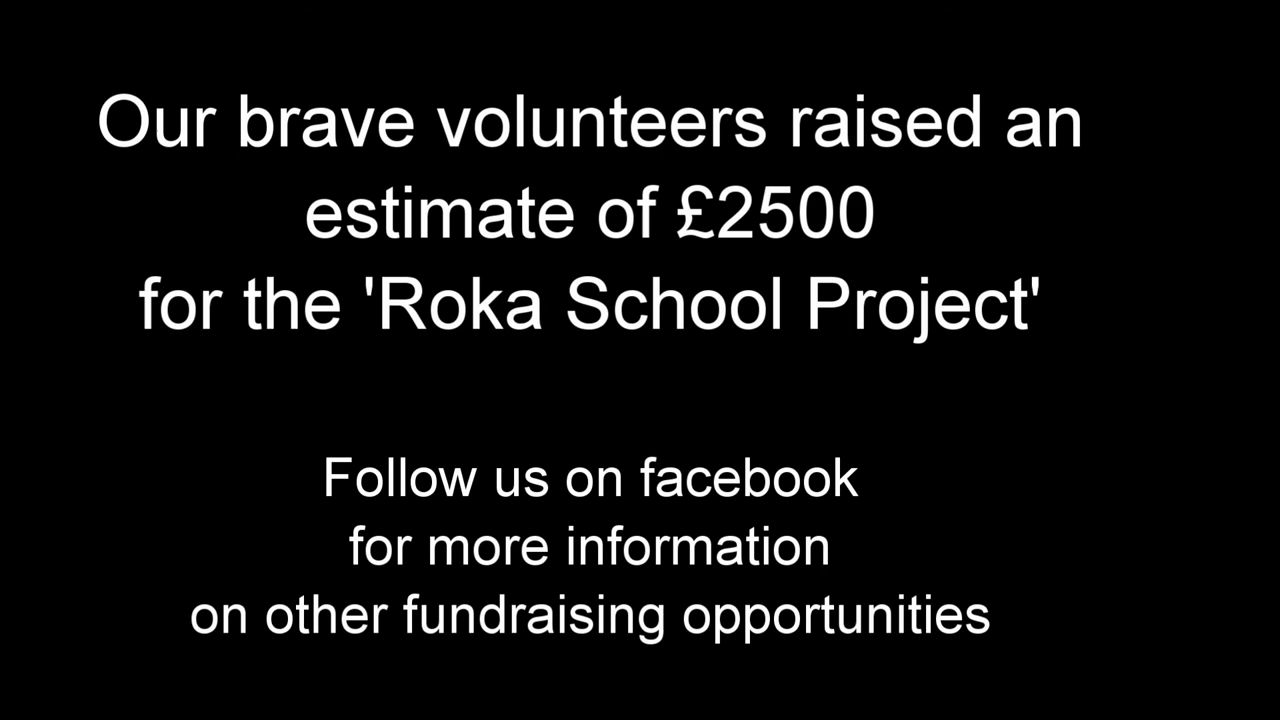 Our brave volunteers raised an
estimate of £2500
for the 'Roka School Project'
Follow us on facebook
for more information
on other fundraising opportunities